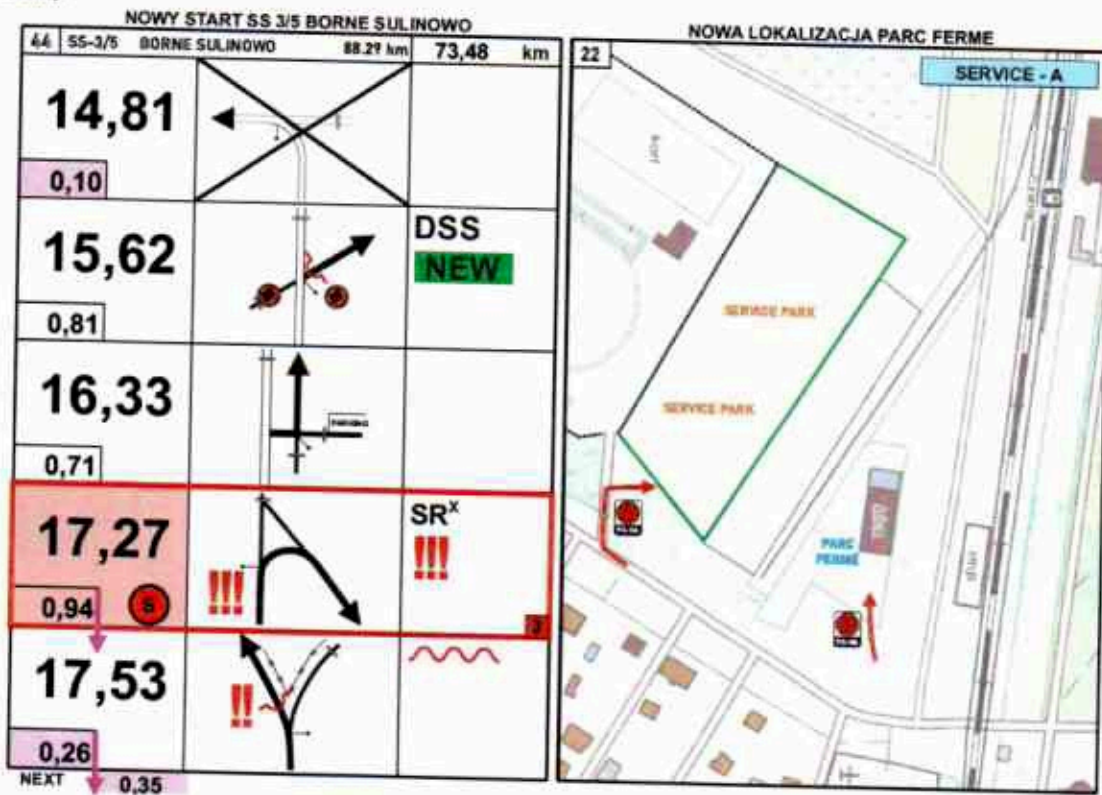 NOWY START SS 3/5 BORNE SULINOWO
44 SS-3/5 BORNE SULINOWO 88.29 km 73,48 km
14,81
0,10
15,62
DSS
NEW
0,81
16,33
0,71
17,27
SRˣ
!!!
!!!
0,94
S
3
17,53
!!
0,26
NEXT
0,35
NOWA LOKALIZACJA PARC FERME
22
SERVICE - A
SERVICE PARK
SERVICE PARK
PARC
FERMÉ